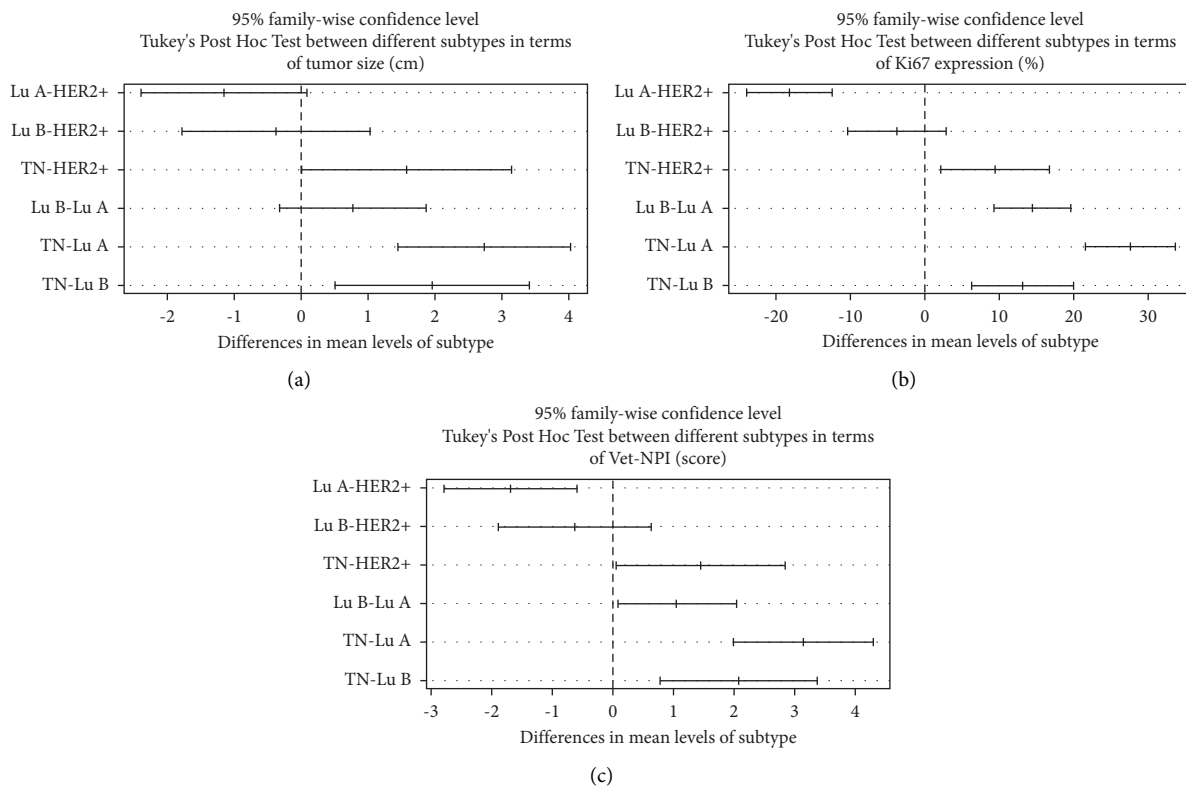 95% family-wise confidence level
Tukey's Post Hoc Test between different subtypes in terms
of tumor size (cm)
Lu A-HER2+
Lu B-HER2+
TN-HER2+
Lu B-Lu A
TN-Lu A
TN-Lu B
-2 -1 0 1 2 3 4
Differences in mean levels of subtype
(a)
95% family-wise confidence level
Tukey's Post Hoc Test between different subtypes in terms
of Ki67 expression (%)
Lu A-HER2+
Lu B-HER2+
TN-HER2+
Lu B-Lu A
TN-Lu A
TN-Lu B
-20 -10 0 10 20 30
Differences in mean levels of subtype
(b)
95% family-wise confidence level
Tukey's Post Hoc Test between different subtypes in terms
of Vet-NPI (score)
Lu A-HER2+
Lu B-HER2+
TN-HER2+
Lu B-Lu A
TN-Lu A
TN-Lu B
-3 -2 -1 0 1 2 3 4
Differences in mean levels of subtype
(c)